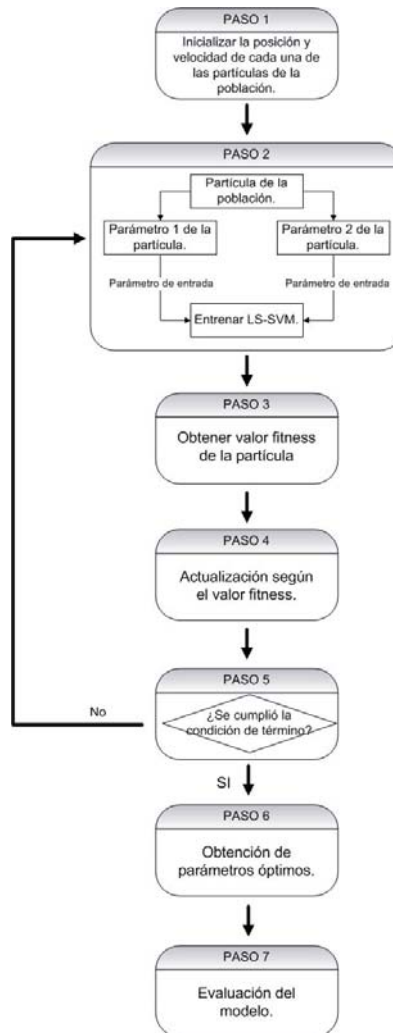 PASO 1
Inicializar la posición y
velocidad de cada una de
las partículas de la
población.
PASO 2
Partícula de la
población.
Parámetro 1 de la
partícula.
Parámetro 2 de la
partícula.
Parámetro de entrada
Parámetro de entrada
Entrenar LS-SVM.
PASO 3
Obtener valor fitness
de la partícula
PASO 4
Actualización según
el valor fitness.
PASO 5
¿Se cumplió la
condición de término?
No
SI
PASO 6
Obtención de
parámetros óptimos.
PASO 7
Evaluación del
modelo.